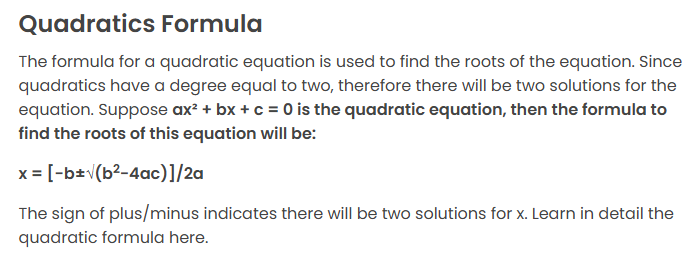 Quadratics Formula
The formula for a quadratic equation is used to find the roots of the equation. Since
quadratics have a degree equal to two, therefore there will be two solutions for the
equation. Suppose ax² + bx + c = 0 is the quadratic equation, then the formula to
find the roots of this equation will be:
x = [-b±√(b²-4ac)]/2a
The sign of plus/minus indicates there will be two solutions for x. Learn in detail the
quadratic formula here.